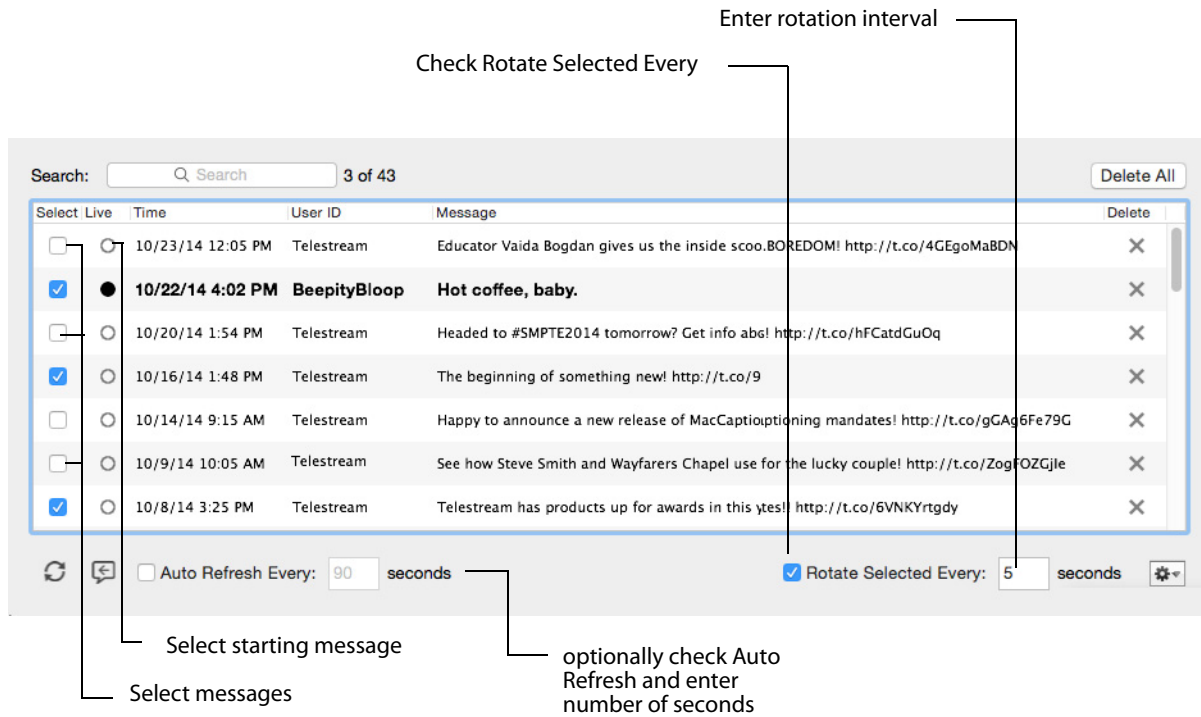 Enter rotation interval
Check Rotate Selected Every
Search: Search 3 of 43 Delete All
Select Live Time User ID Message Delete
10/23/14 12:05 PM Telestream Educator Vaida Bogdan gives us the inside scoo.BOREDOM! http://t.co/4GEgoMaBDN
10/22/14 4:02 PM BeepityBloop Hot coffee, baby.
10/20/14 1:54 PM Telestream Headed to #SMPTE2014 tomorrow? Get info abɢ! http://t.co/hFCatdGuOq
10/16/14 1:48 PM Telestream The beginning of something new! http://t.co/9
10/14/14 9:15 AM Telestream Happy to announce a new release of MacCaptiouptioning mandates! http://t.co/gGAg6Fe79G
10/9/14 10:05 AM Telestream See how Steve Smith and Wayfarers Chapel use for the lucky couple! http://t.co/ZogFOZGjIe
10/8/14 3:25 PM Telestream Telestream has products up for awards in this ytes!! http://t.co/6VNKYrtgdy
Auto Refresh Every: 90 seconds Rotate Selected Every: 5 seconds
Select starting message
Select messages
optionally check Auto
Refresh and enter
number of seconds